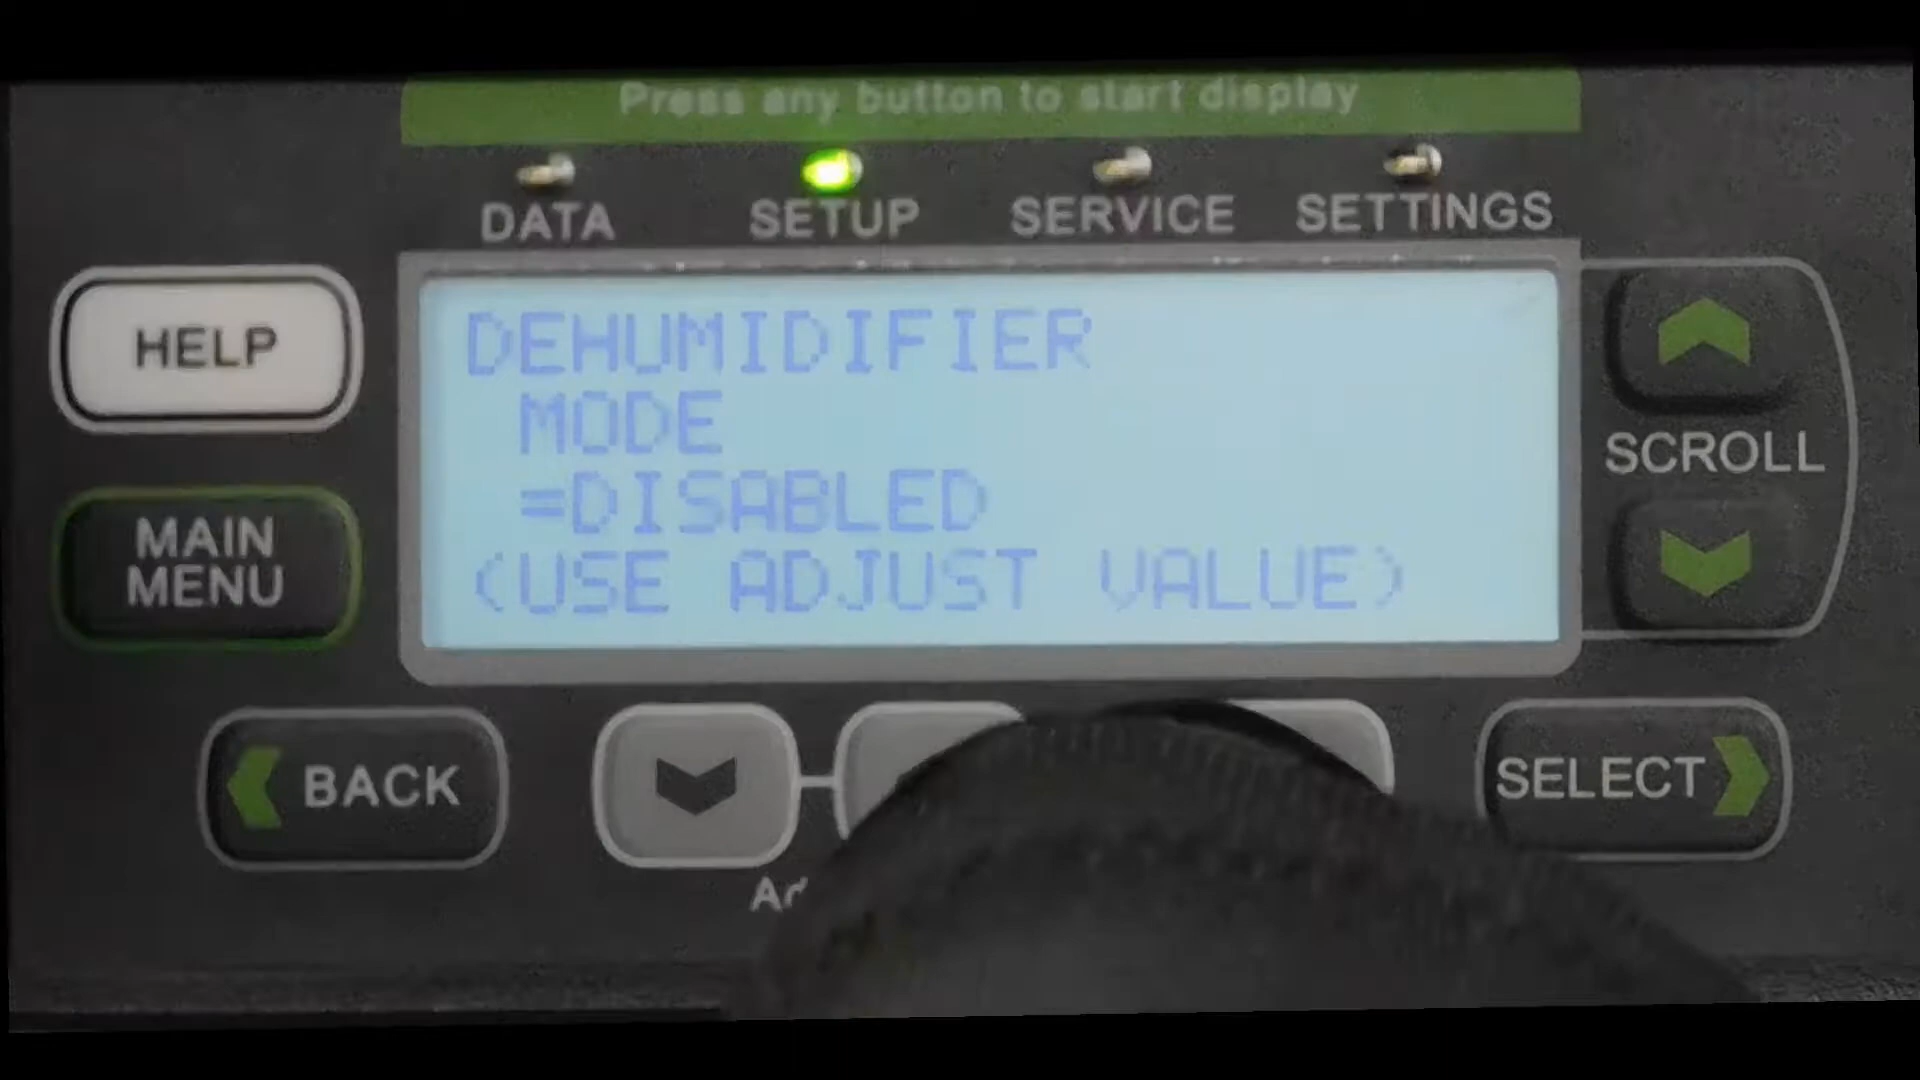 Press any button to start display
DATA SETUP SERVICE SETTINGS
HELP
DEHUMIDIFIER
MODE
=DISABLED
(USE ADJUST VALUE)
SCROLL
MAIN
MENU
BACK
SELECT